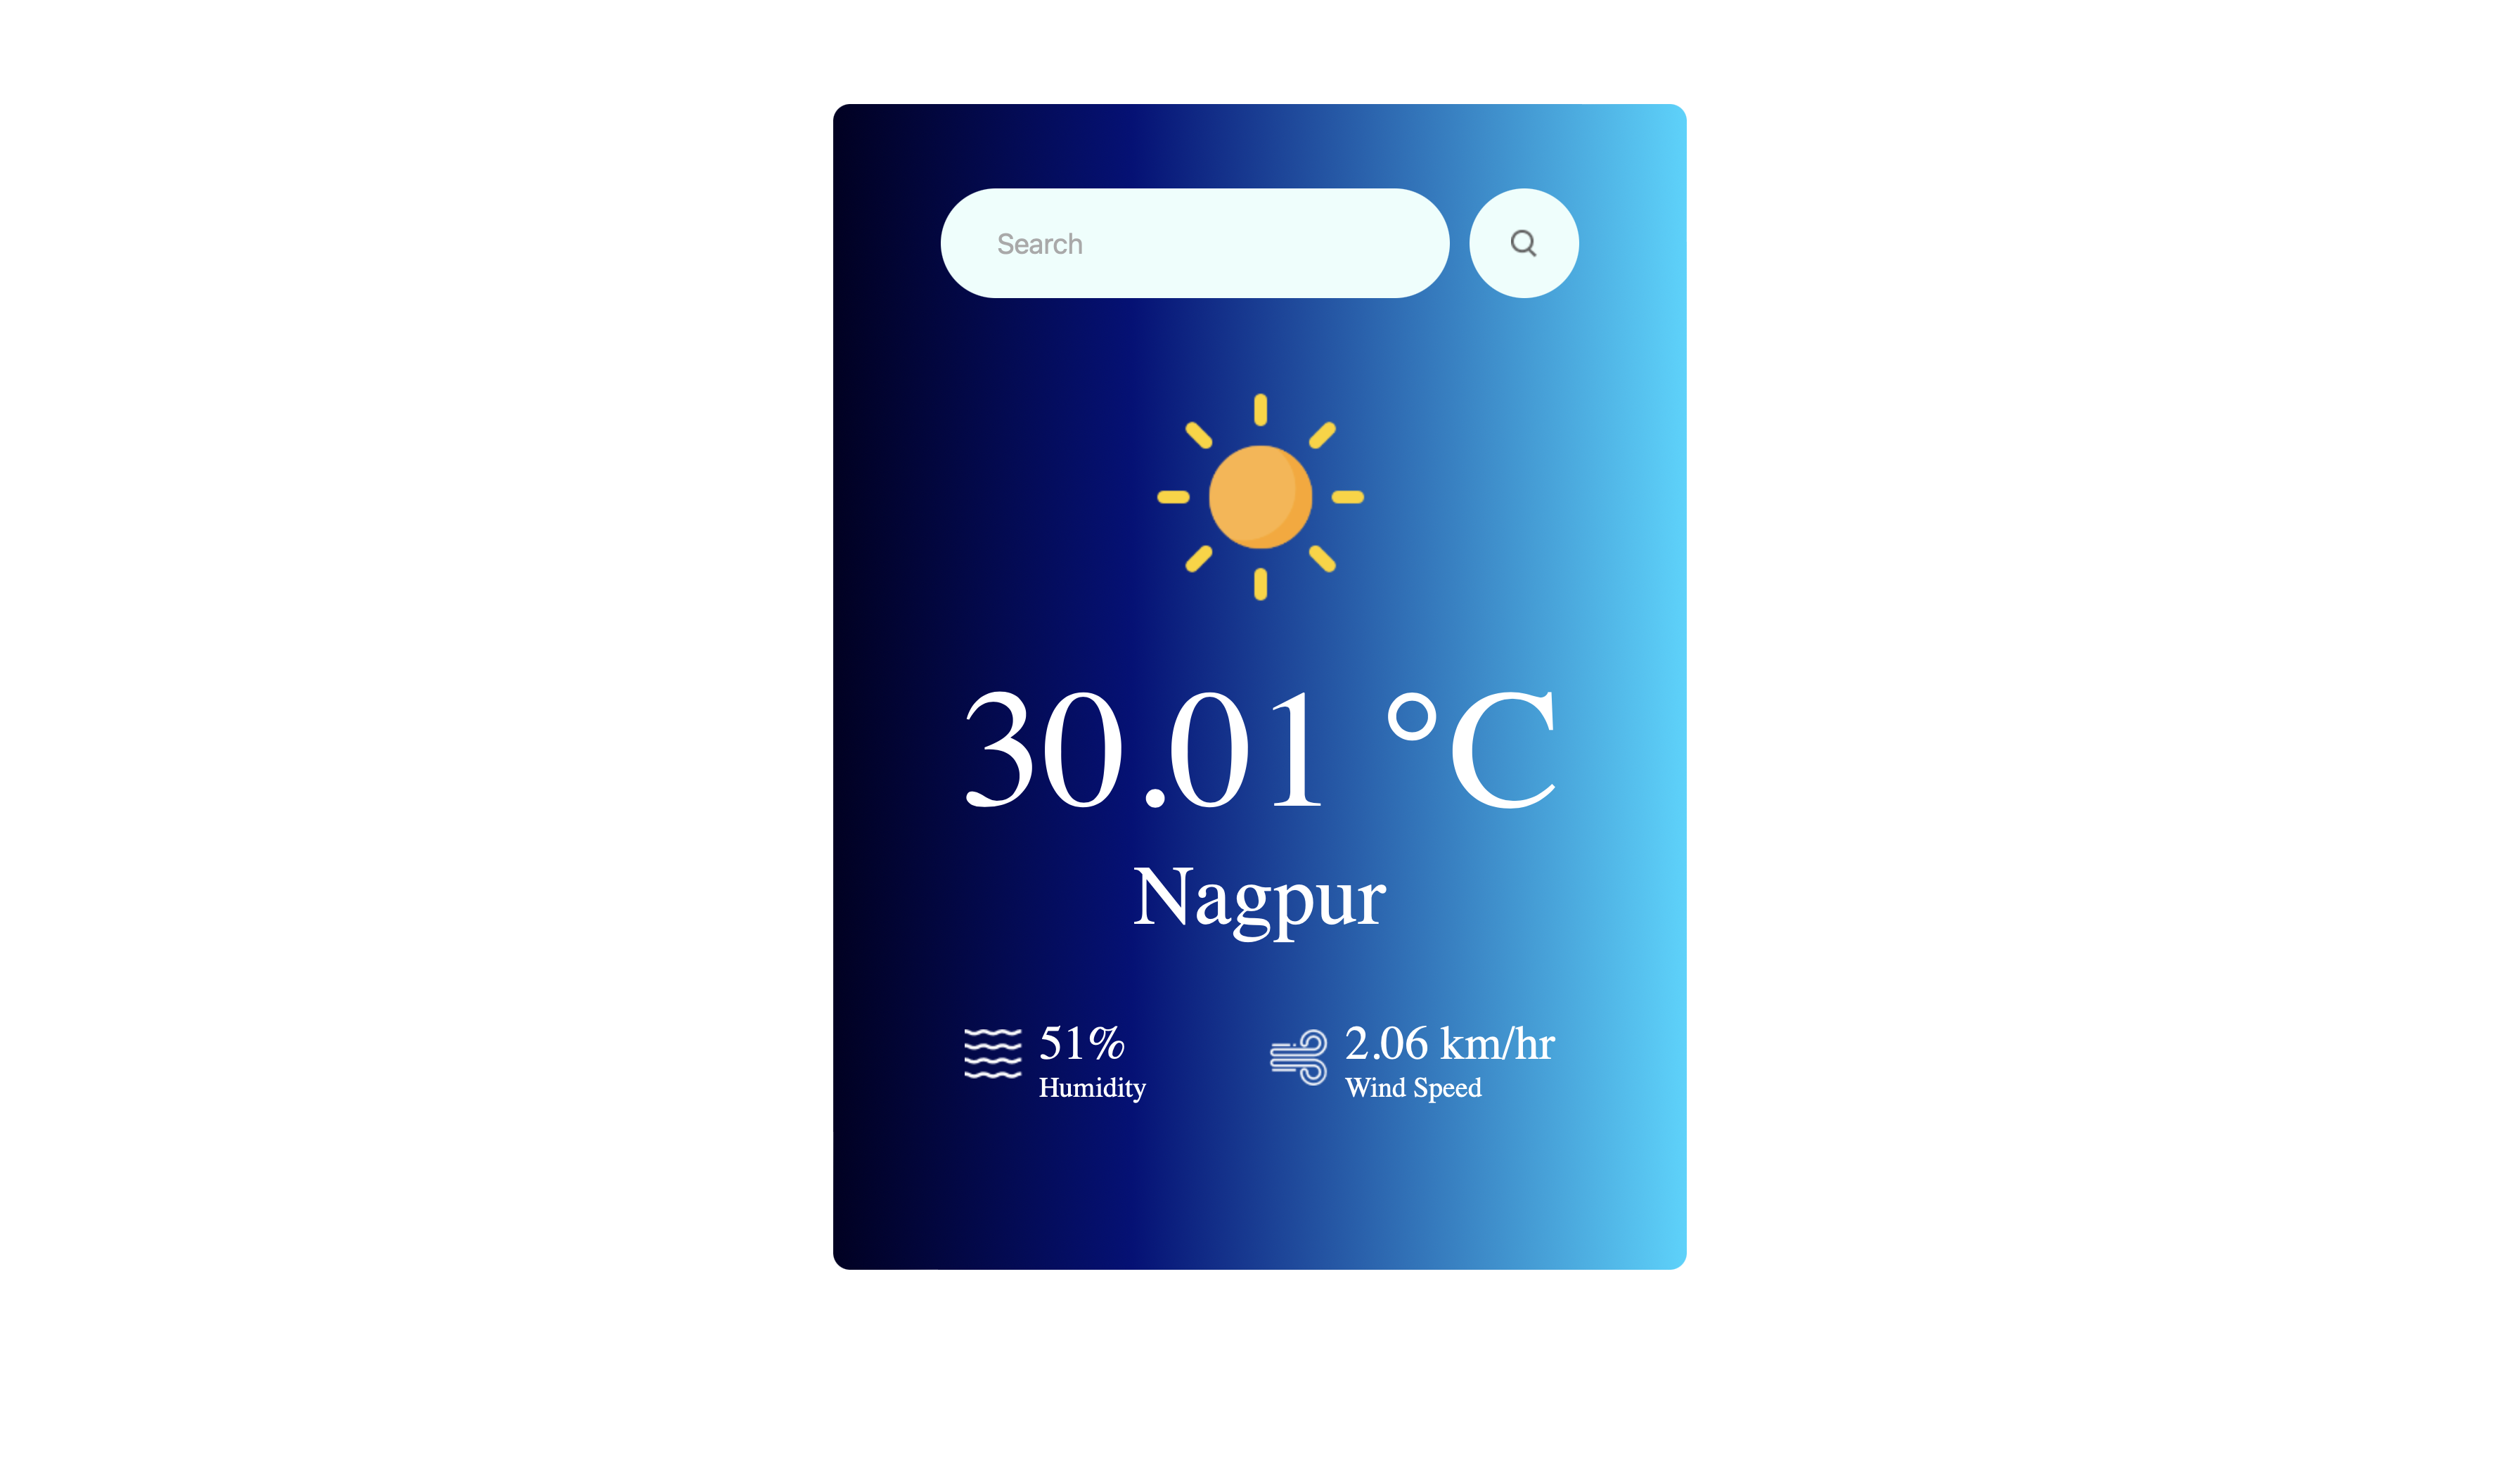 Search
30.01 °C
Nagpur
51%
Humidity
2.06 km/hr
Wind Speed